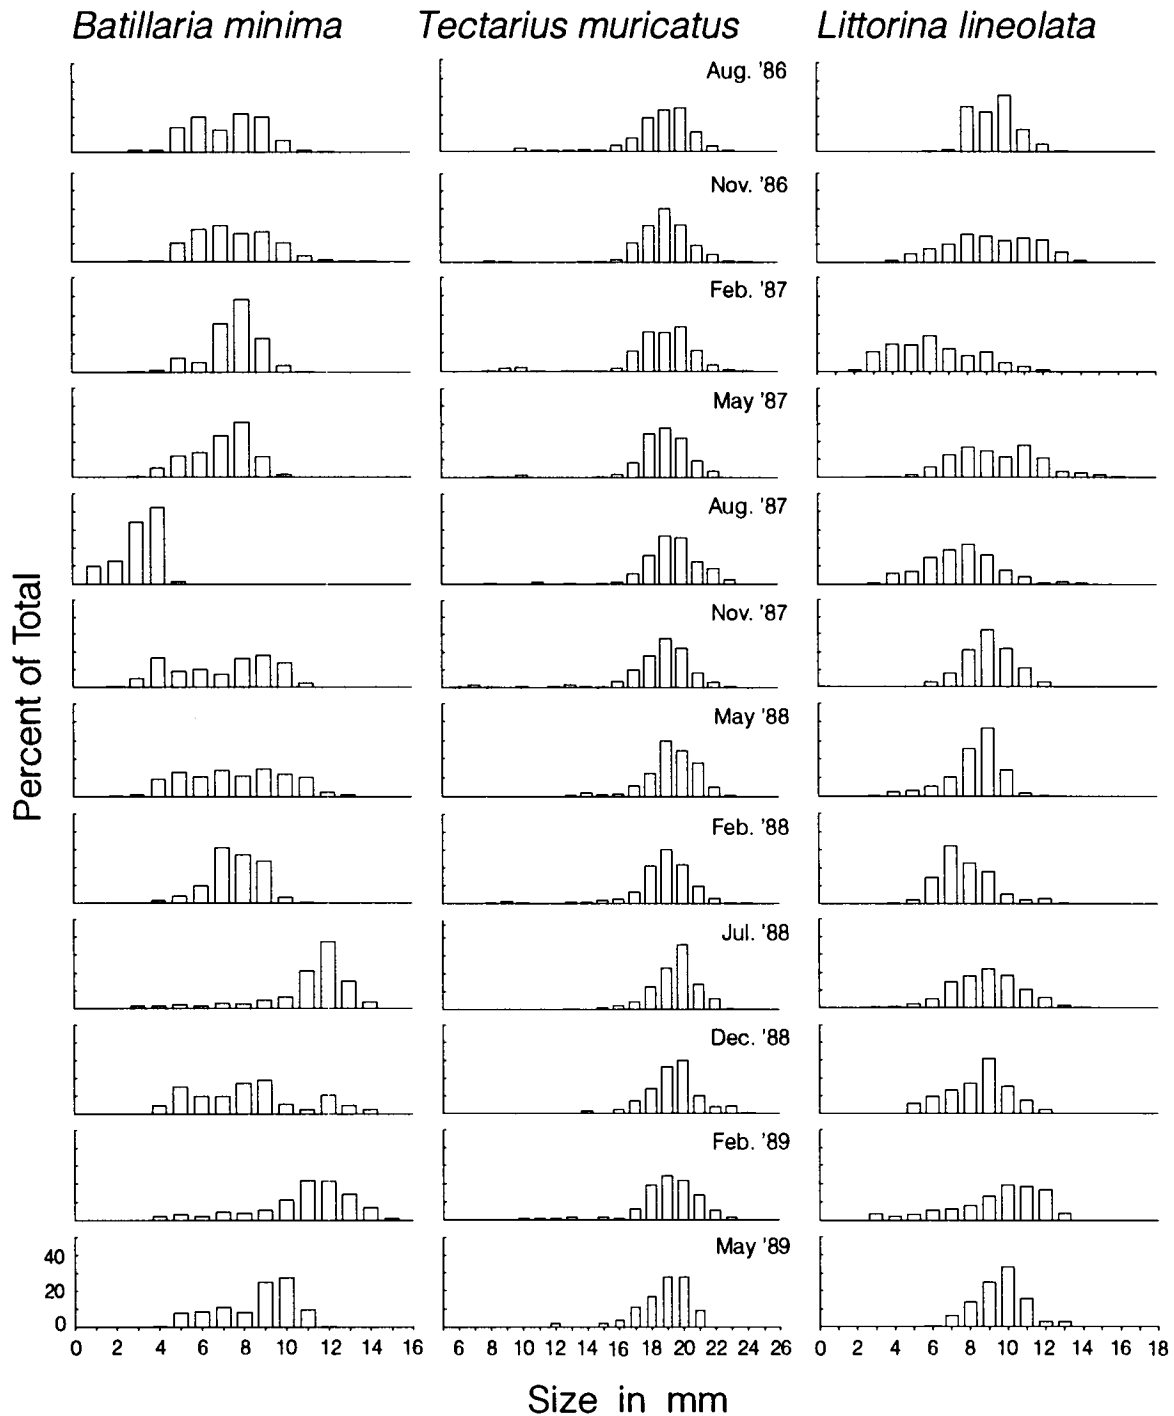 Batillaria minima Tectarius muricatus Littorina lineolata
Aug. '86
Nov. '86
Feb. '87
May '87
Aug. '87
Nov. '87
May '88
Feb. '88
Jul. '88
Dec. '88
Feb. '89
May '89
Percent of Total
40
20
0
0 2 4 6 8 10 12 14 16 6 8 10 12 14 16 18 20 22 24 26 0 2 4 6 8 10 12 14 16 18
Size in mm